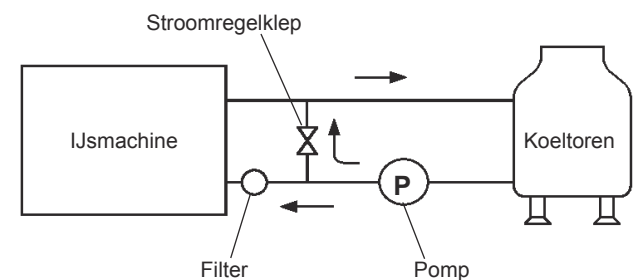 Stroomregelklep
IJsmachine
Koeltoren
P
Filter
Pomp